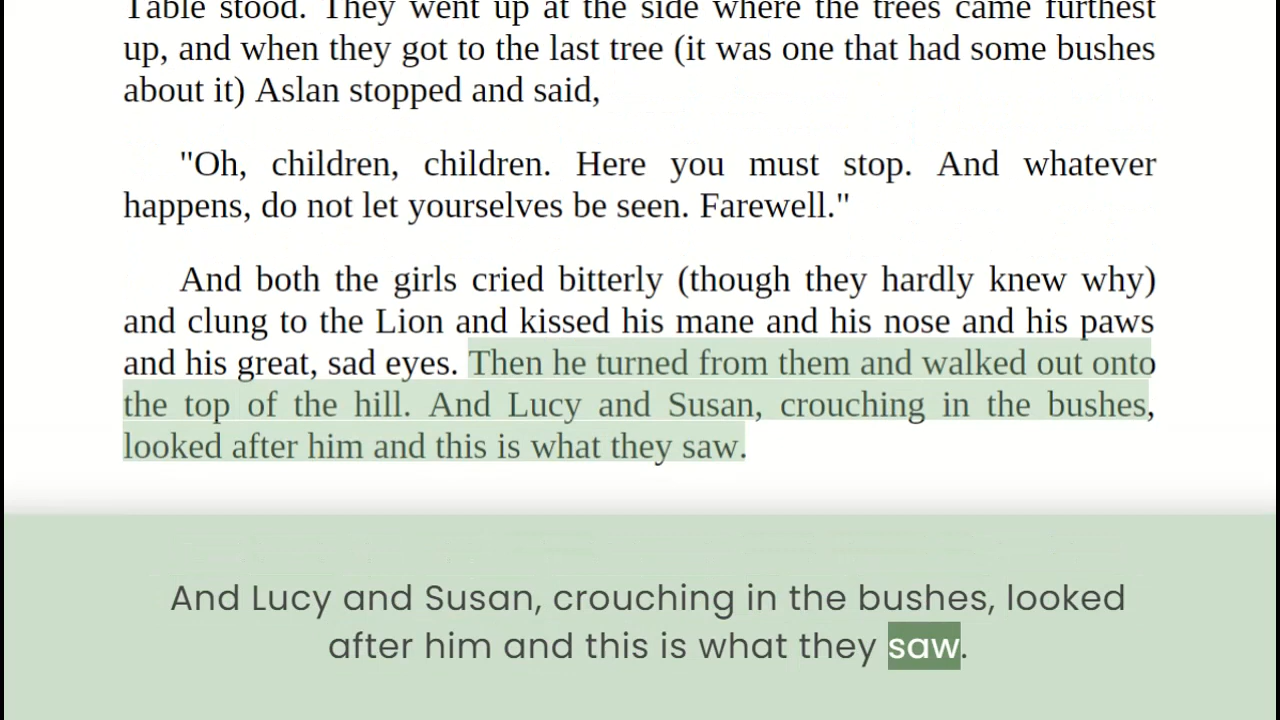 Table stood. They went up at the side where the trees came furthest
up, and when they got to the last tree (it was one that had some bushes
about it) Aslan stopped and said,
"Oh, children, children. Here you must stop. And whatever
happens, do not let yourselves be seen. Farewell."
And both the girls cried bitterly (though they hardly knew why)
and clung to the Lion and kissed his mane and his nose and his paws
and his great, sad eyes. Then he turned from them and walked out onto
the top of the hill. And Lucy and Susan, crouching in the bushes,
looked after him and this is what they saw.
And Lucy and Susan, crouching in the bushes, looked
after him and this is what they saw.